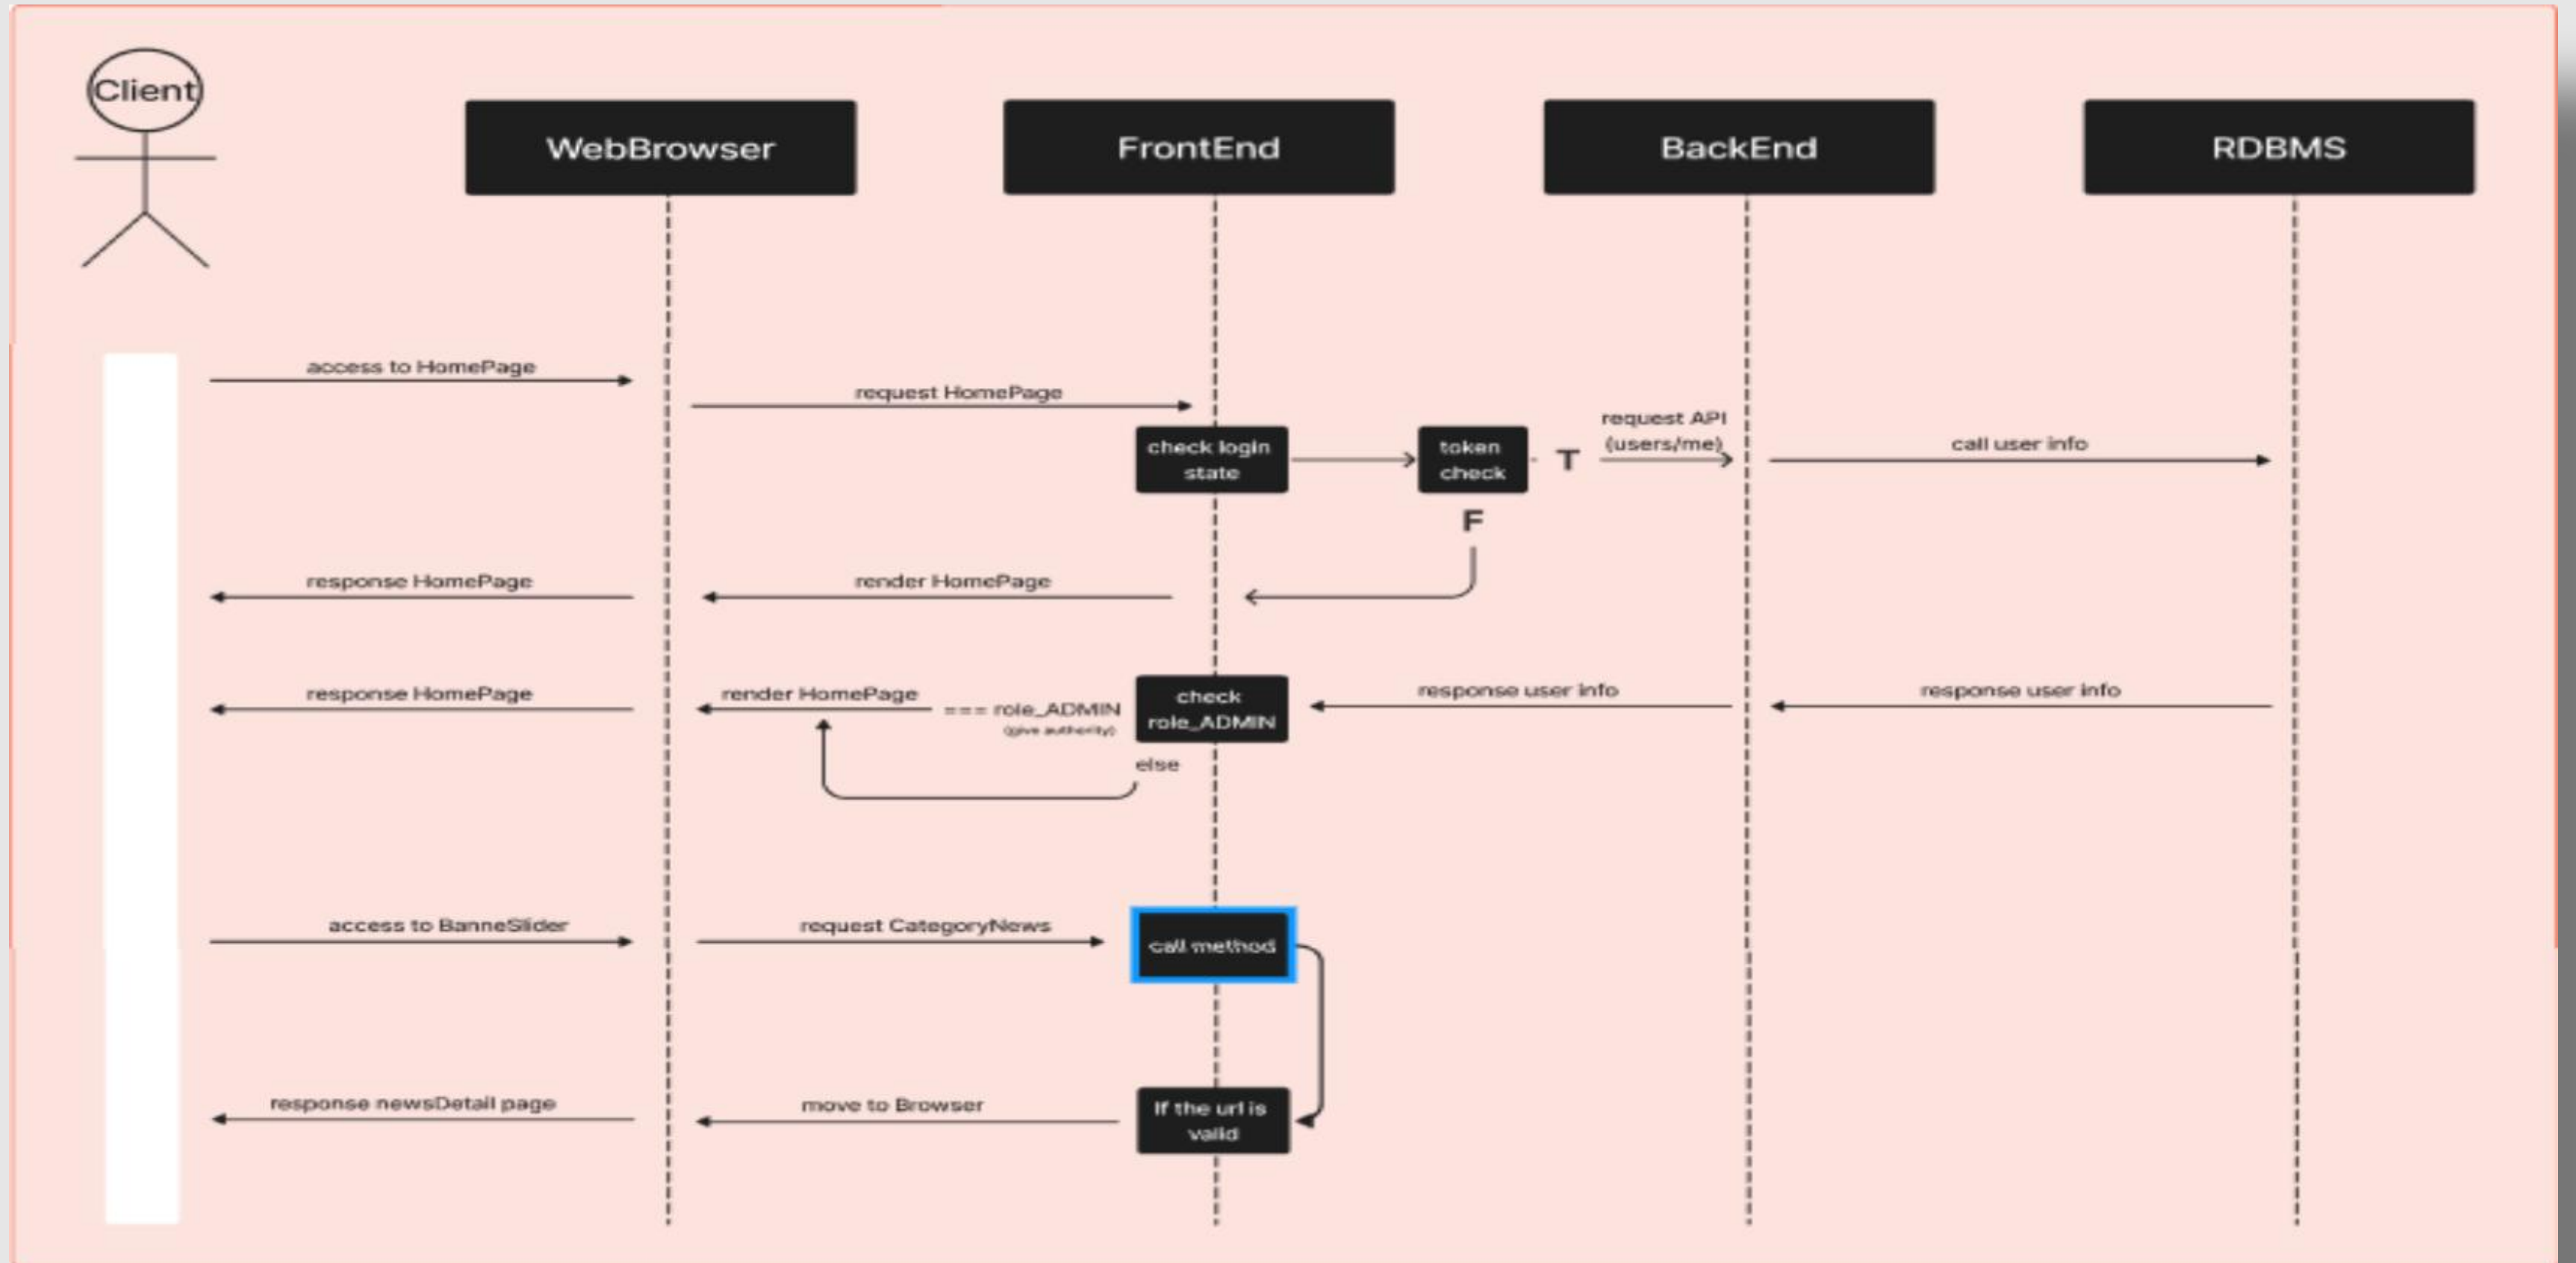 Client
WebBrowser
FrontEnd
BackEnd
RDBMS
access to HomePage
request HomePage
check login
state
token
check
T
request API
(users/me)
call user info
F
response HomePage
render HomePage
response HomePage
render HomePage
=== role_ADMIN
(give authority)
check
role_ADMIN
response user info
response user info
else
access to BanneSlider
request CategoryNews
call method
response newsDetail page
move to Browser
If the url is
valid